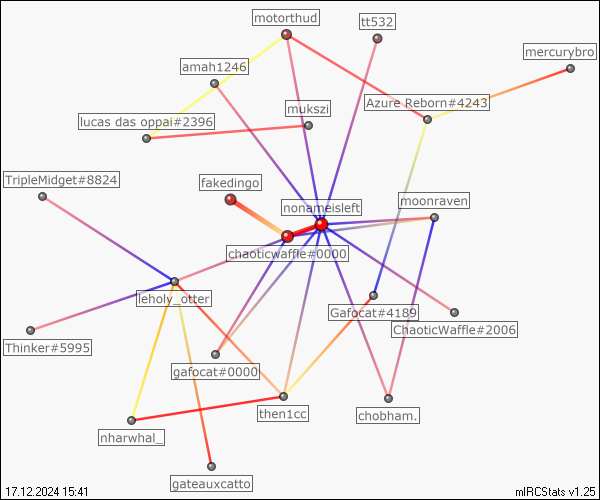 motorthud
tt532
mercurybro
amah1246
Azure Reborn#4243
mukszi
lucas das oppai#2396
TripleMidget#8824
fakedingo
nonameisleft
moonraven
chaoticwaffle#0000
leholy_otter
Gafocat#4189
ChaoticWaffle#2006
Thinker#5995
gafocat#0000
then1cc
chobham.
nharwhal_
gateauxcatto
17.12.2024 15:41
mIRCStats v1.25